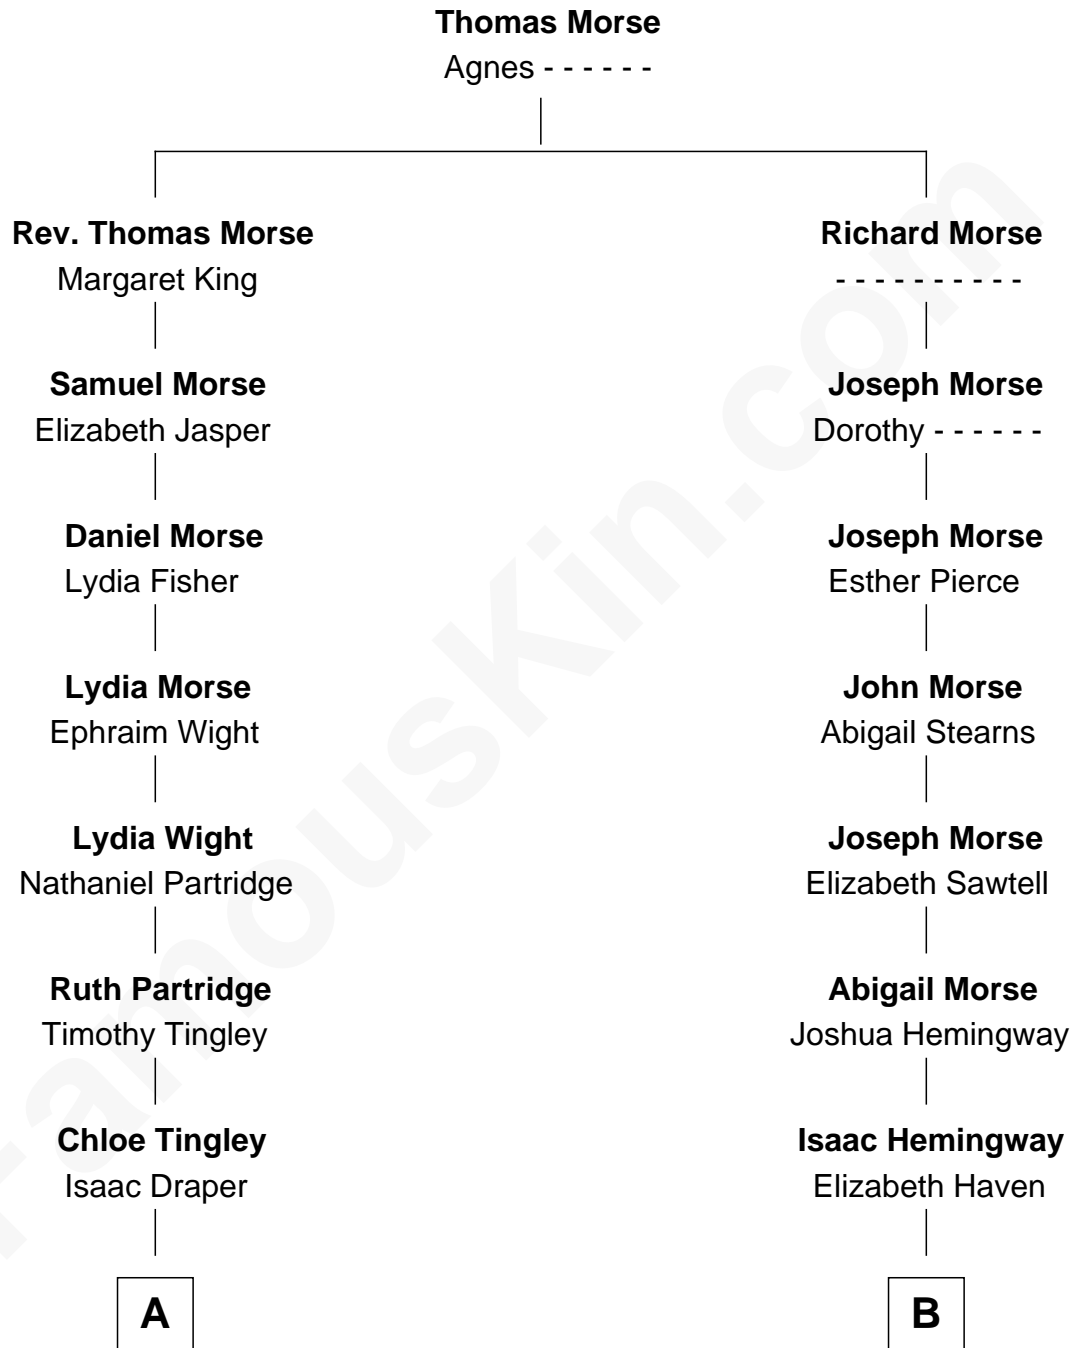 Thomas Morse
Agnes - - - - - -
Rev. Thomas Morse
Margaret King
Richard Morse
- - - - - - - - - -
Samuel Morse
Elizabeth Jasper
Joseph Morse
Dorothy - - - - - -
Daniel Morse
Lydia Fisher
Joseph Morse
Esther Pierce
Lydia Morse
Ephraim Wight
John Morse
Abigail Stearns
Lydia Wight
Nathaniel Partridge
Joseph Morse
Elizabeth Sawtell
Ruth Partridge
Timothy Tingley
Abigail Morse
Joshua Hemingway
Chloe Tingley
Isaac Draper
Isaac Hemingway
Elizabeth Haven
A
B
FamousKin.com